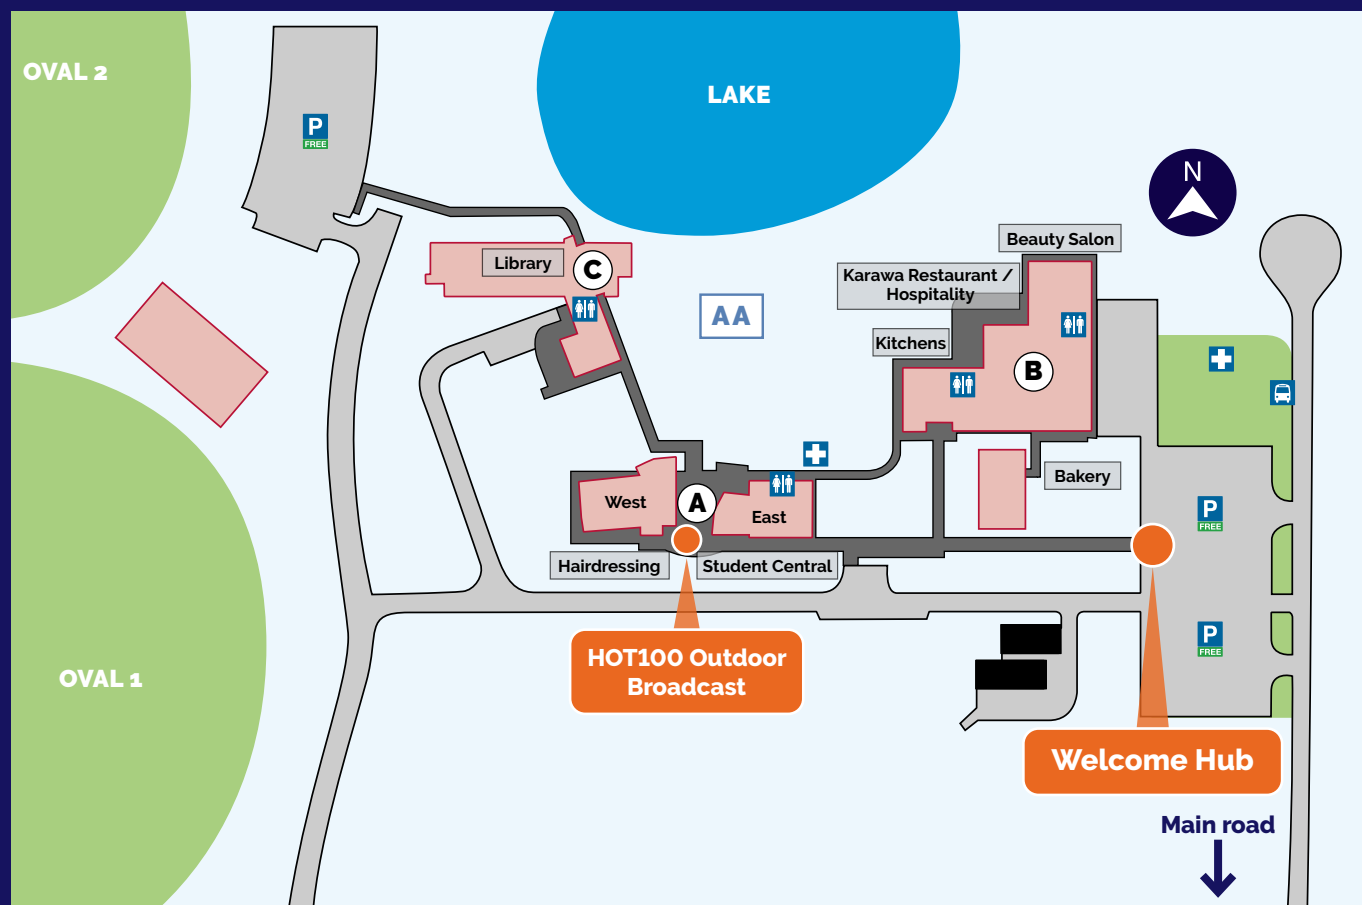 OVAL 2
LAKE
P
FREE
N
Beauty Salon
Karawa Restaurant /
Hospitality
Library
C
AA
Kitchens
B
P
FREE
Bakery
West
A
East
Hairdressing
Student Central
P
FREE
HOT100 Outdoor
Broadcast
OVAL 1
Welcome Hub
Main road